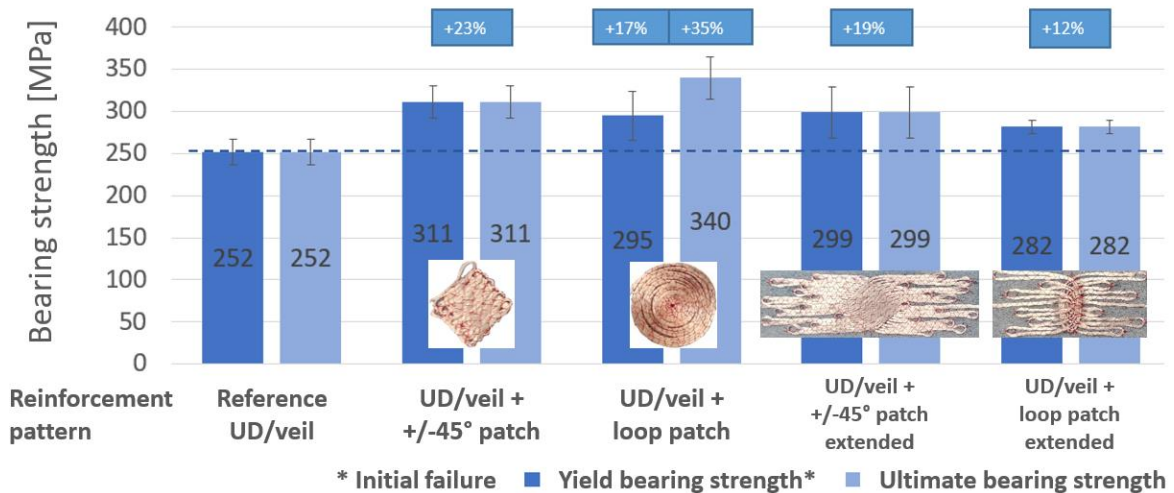 +23%
+17% +35%
+19%
+12%
Bearing strength [MPa]
400
350
300
250
200
150
100
50
0
252 252
311 311
295 340
299 299
282 282
Reinforcement
pattern
Reference
UD/veil
UD/veil +
+/-45° patch
UD/veil +
loop patch
UD/veil +
+/-45° patch
extended
UD/veil +
loop patch
extended
* Initial failure Yield bearing strength* Ultimate bearing strength